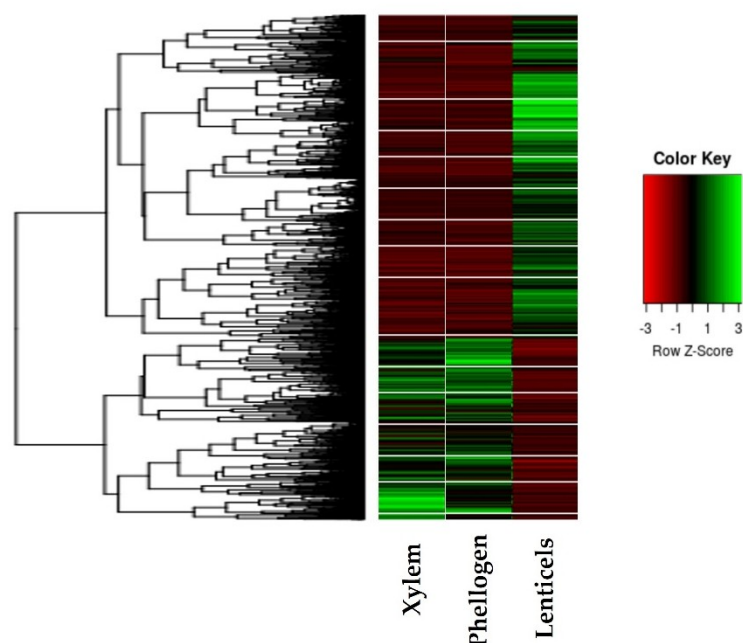 Color Key
-3 -1 1 3
Row Z-Score
Xylem
Phellogen
Lenticels